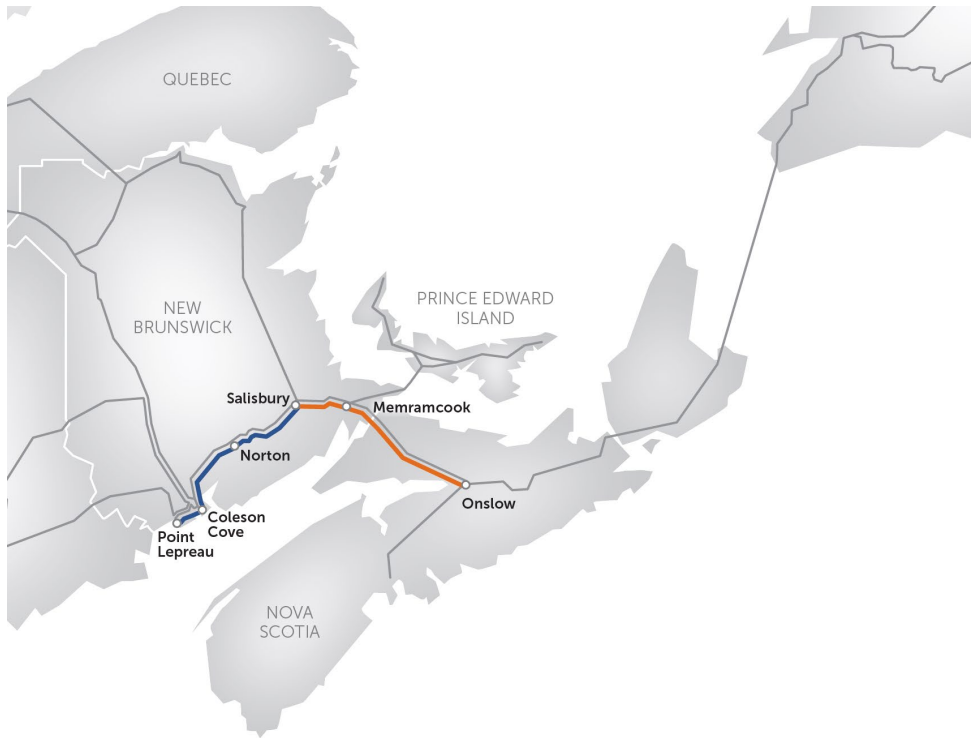 QUEBEC
PRINCE EDWARD
ISLAND
NEW
BRUNSWICK
Salisbury
Memramcook
Norton
Onslow
Coleson
Cove
Point
Lepreau
NOVA
SCOTIA